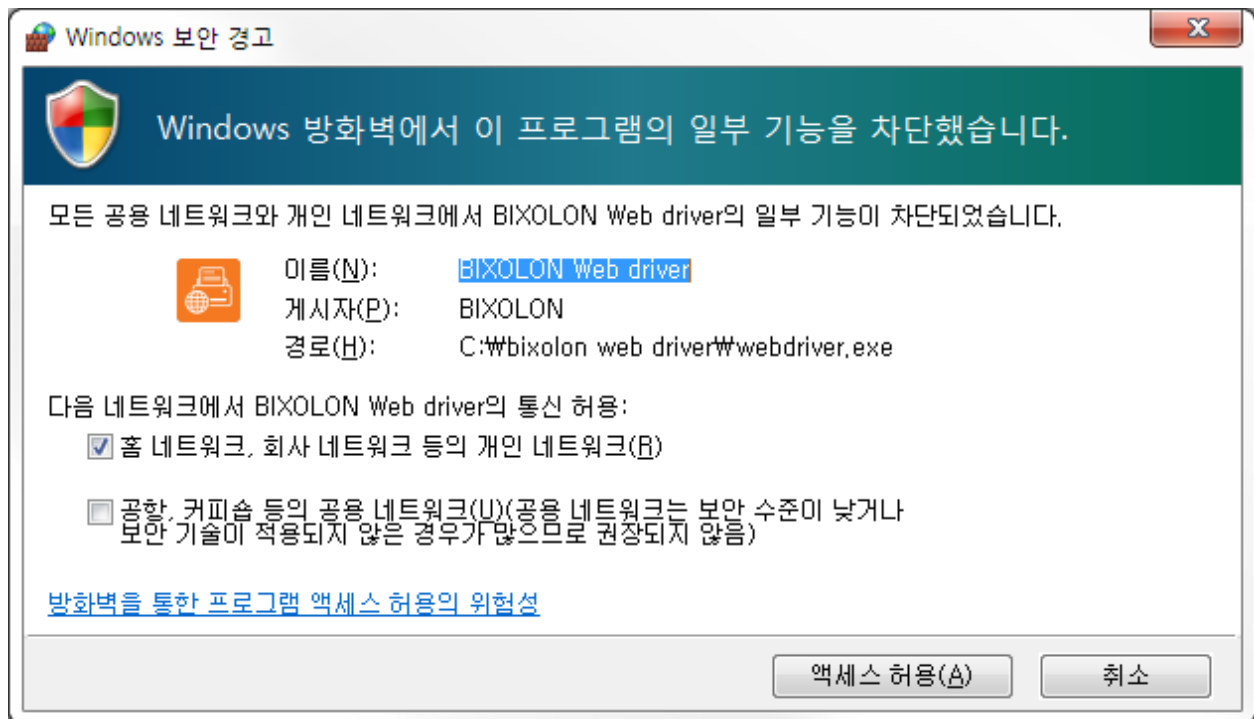 Windows 보안 경고
Windows 방화벽에서 이 프로그램의 일부 기능을 차단했습니다.
모든 공용 네트워크와 개인 네트워크에서 BIXOLON Web driver의 일부 기능이 차단되었습니다.
이름(N): BIXOLON Web driver
게시자(P): BIXOLON
경로(H): C:₩bixolon web driver₩webdriver.exe
다음 네트워크에서 BIXOLON Web driver의 통신 허용:
홈 네트워크, 회사 네트워크 등의 개인 네트워크(R)
공항, 커피숍 등의 공용 네트워크(U)(공용 네트워크는 보안 수준이 낮거나
보안 기술이 적용되지 않은 경우가 많으므로 권장되지 않음)
방화벽을 통한 프로그램 액세스 허용의 위험성
액세스 허용(A) 취소